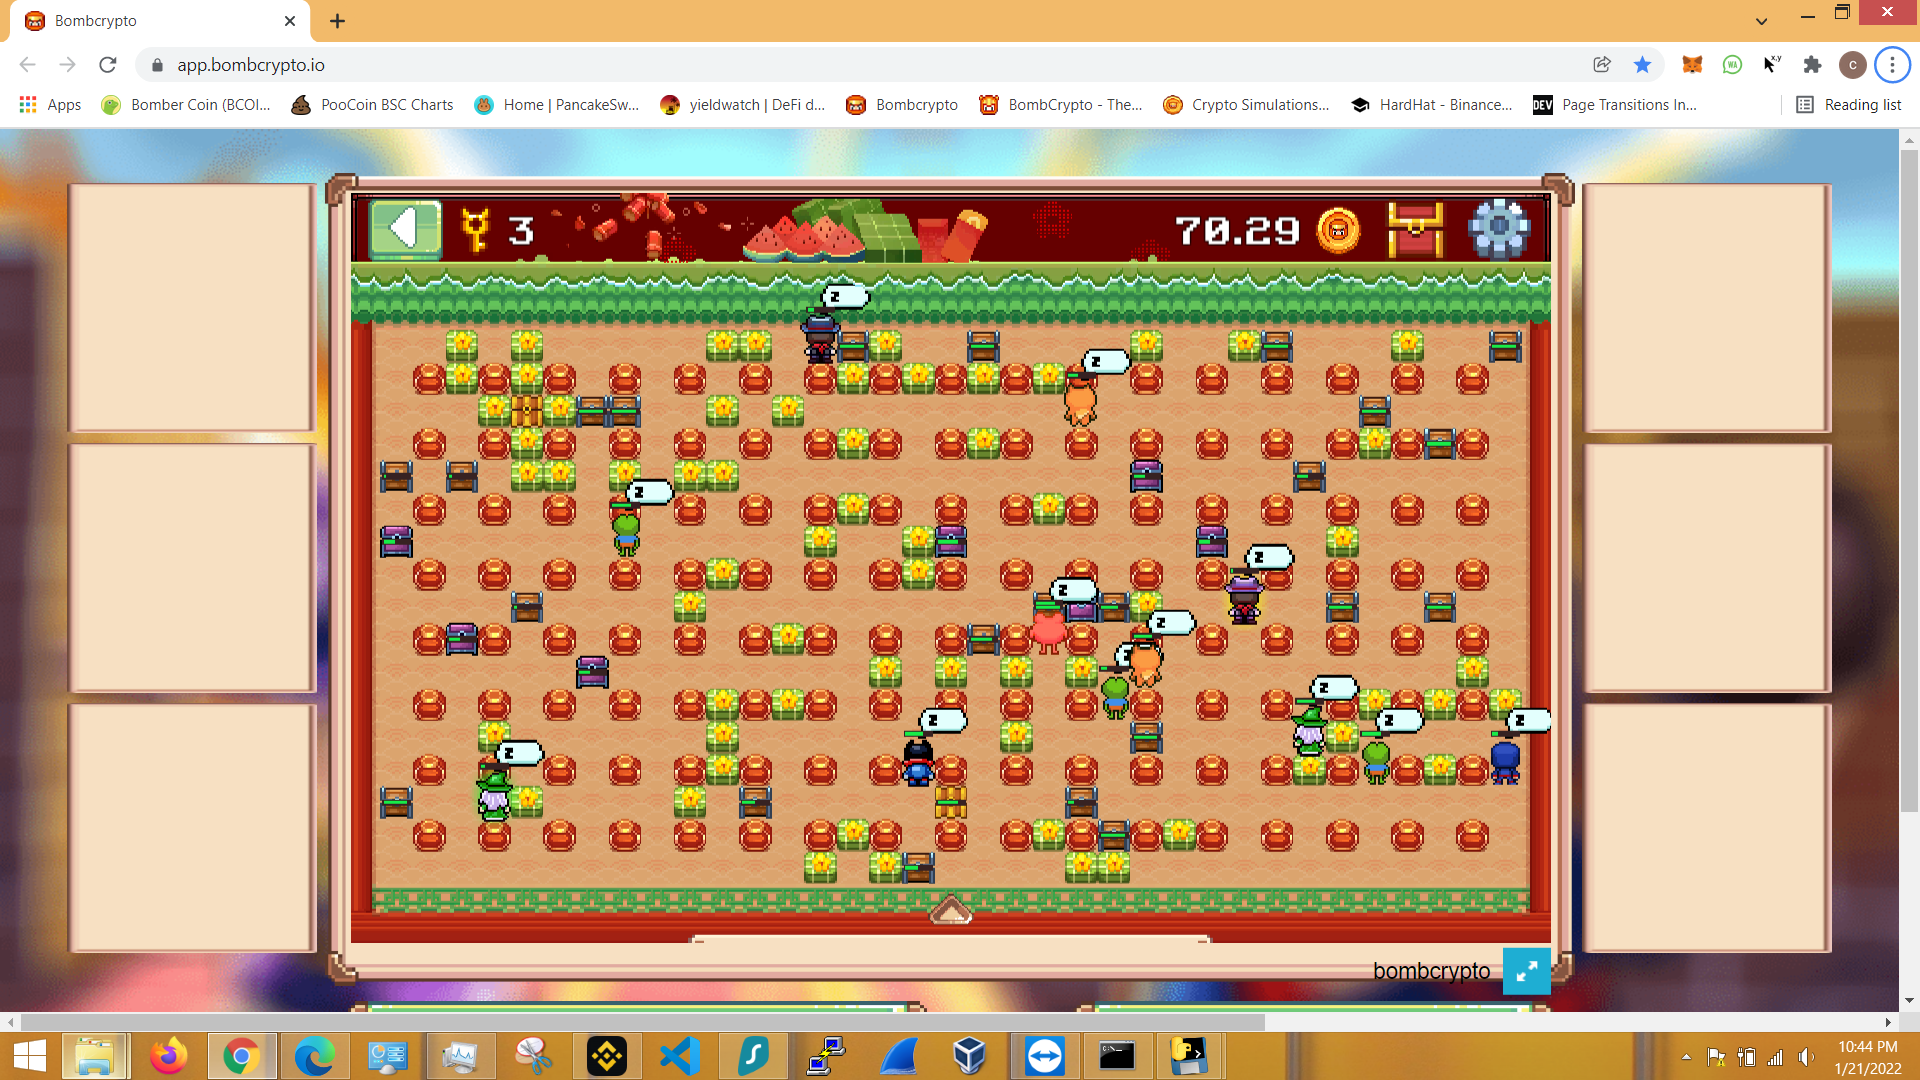 Bombcrypto
app.bombcrypto.io
C
Apps
Bomber Coin (BCOI...
PooCoin BSC Charts
Home | PancakeSw...
yieldwatch | DeFi d...
Bombcrypto
BombCrypto - The...
Crypto Simulations...
HardHat - Binance...
DEV
Page Transitions In...
Reading list
3
70.29
z
z
z
z
z
z
z
z
z
z
z
bombcrypto
10:44 PM
1/21/2022